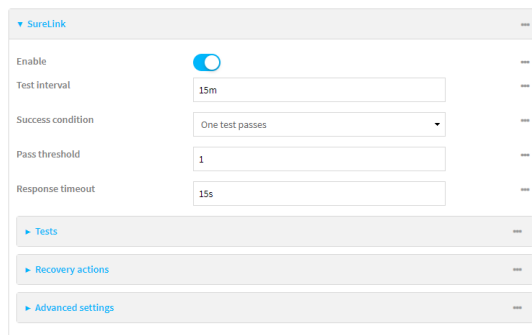 SureLink
Enable
Test interval 15m
Success condition One test passes
Pass threshold 1
Response timeout 15s
Tests
Recovery actions
Advanced settings